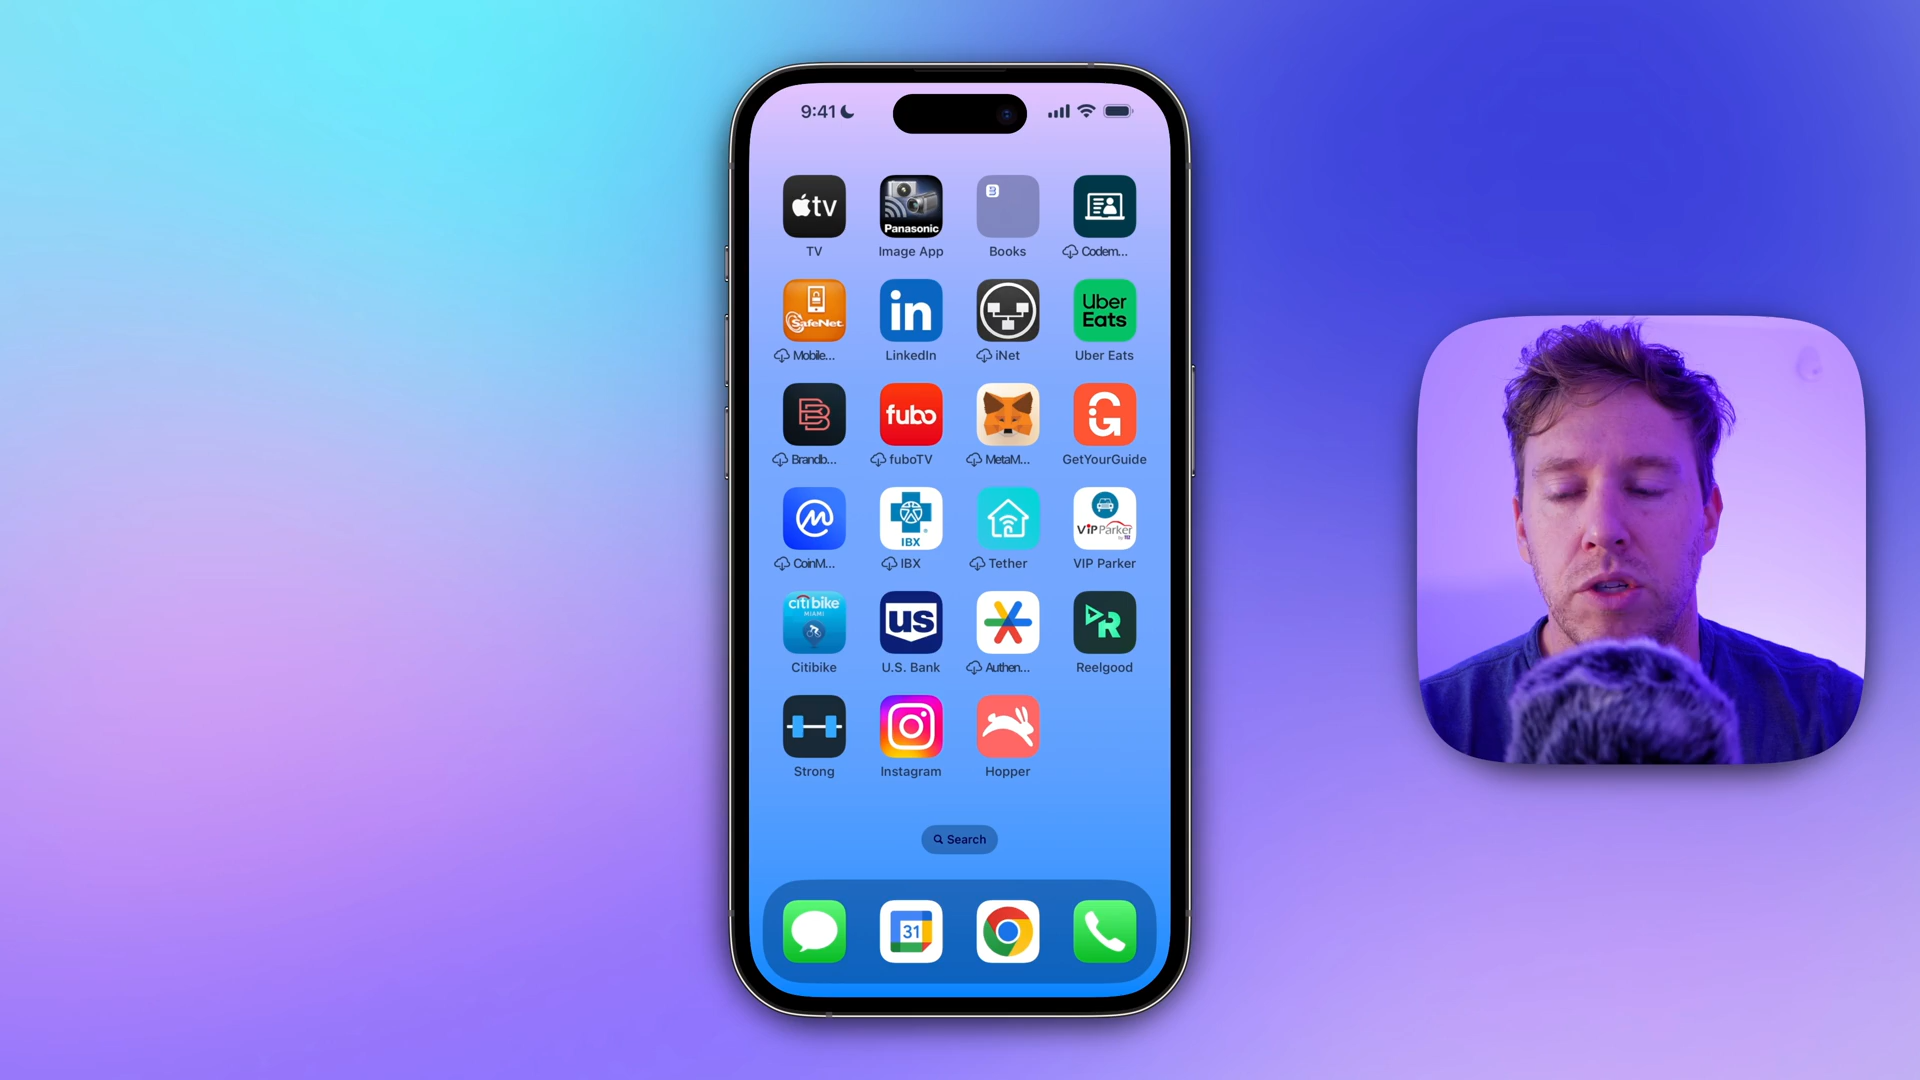 9:41
tv
Panasonic
TV
Image App
Books
Codem...
SafeNet
in
Uber
Eats
Mobile...
LinkedIn
iNet
Uber Eats
fubo
G
Brandb...
fuboTV
MetaM...
GetYourGuide
IBX
ViP Parker
CoinM...
IBX
Tether
VIP Parker
citi bike
MIAMI
us
R
Citibike
U.S. Bank
Authen...
Reelgood
Strong
Instagram
Hopper
Search
31